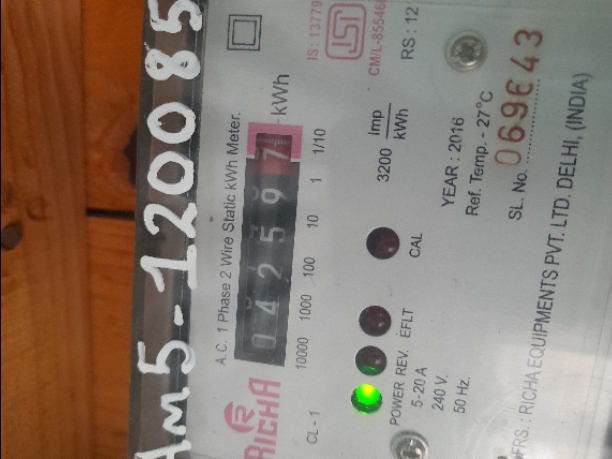 AM5-120085
A.C. 1 Phase 2 Wire Static kWh Meter.
RICHA
042597
kWh
10000 1000 100 10 1 1/10
CL-1
IS: 13779
CM/L-85546
RS : 12
3200 Imp/kWh
POWER REV. EFLT CAL
5-20 A
240 V.
50 Hz.
YEAR : 2016
Ref. Temp. - 27°C
SL. No. 069643
MFRS. : RICHA EQUIPMENTS PVT. LTD. DELHI, (INDIA)